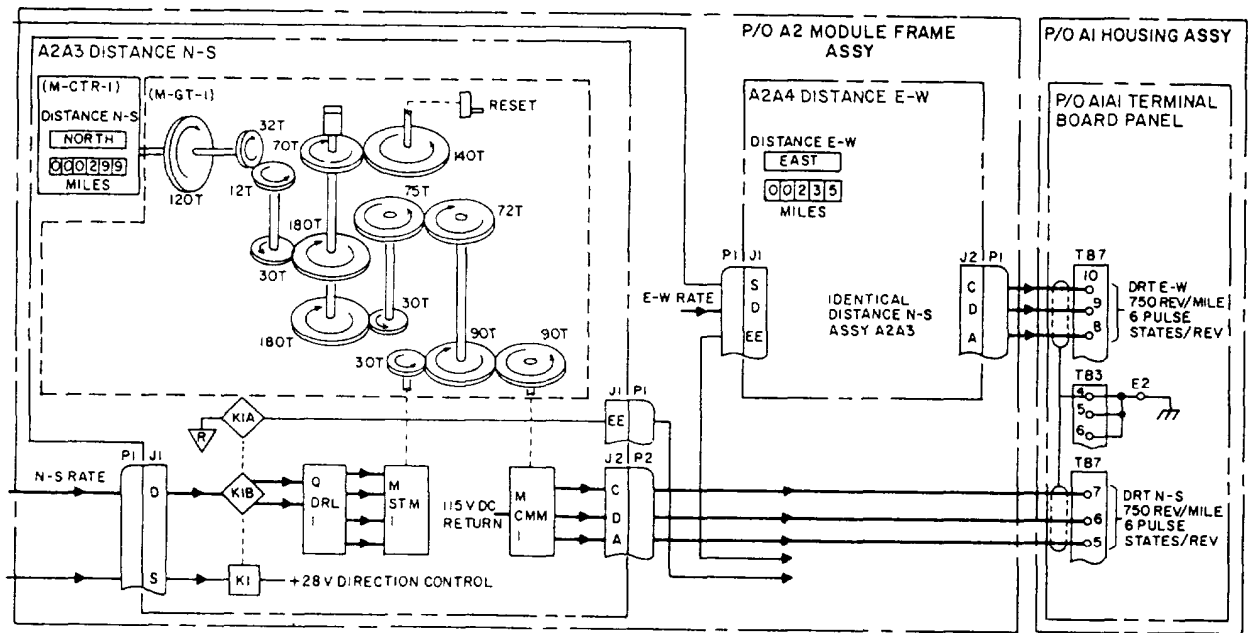 P/O A2 MODULE FRAME
ASSY
P/O A1 HOUSING ASSY
A2A3 DISTANCE N-S
(M-CTR-1)
DISTANCE N-S
NORTH
000299
MILES
(M-GT-1)
RESET
32T
70T
140T
120T
12T
75T
72T
180T
30T
180T
30T
30T
90T
90T
A2A4 DISTANCE E-W
DISTANCE E-W
EAST
00235
MILES
P/O A1A1 TERMINAL
BOARD PANEL
P1 J1
E-W RATE
S
D
EE
IDENTICAL
DISTANCE N-S
ASSY A2A3
J2 P1
C
D
A
TB7
10
9
8
DRT E-W
750 REV/MILE
6 PULSE
STATES/REV
TB3
4
5
6
E2
K1A
R
J1 P1
EE
P1 J1
N-S RATE
D
S
K1B
K1
+28V DIRECTION CONTROL
Q
DRL
1
M
STM
1
115V DC
RETURN
M
CMM
1
J2 P2
C
D
A
TB7
7
6
5
DRT N-S
750 REV/MILE
6 PULSE
STATES/REV